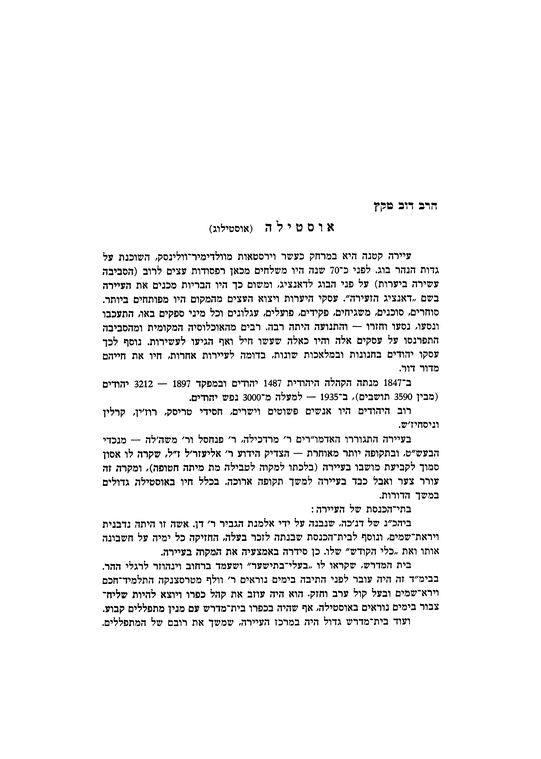 הרב דוב מקץ
אוסטילה (אוסטילוג)
עיירה קטנה היא במרחק כעשר וירסטאות מוולדימיר־וולינסק, השוכנת על
גדות הנהר בוג. לפני כ־70 שנה היו משלחים מכאן רפסודות עצים לרוב (הסביבה
עשירה ביערות) על פני הבוג לדאנציג, ומשום כך היו הבריות מכנים את העיירה
בשם „דאנציג הזעירה״. עסקי היערות ויצוא העצים מהמקום היו מפותחים ביותר.
סוחרים, סוכנים, משגיחים, פקידים, פועלים, עגלונים וכל מיני ספקים באו, התעכבו
ונסעו, נסעו וחזרו — והתנועה היתה רבה. רבים מהאוכלוסיה המקומית ומהסביבה
התפרנסו על עסקים אלה והיו כאלה שעשו חיל ואף הגיעו לעשירות. נוסף לכך
עסקו יהודים בחנונות ובמלאכות שונות, בדומה לעיירות אחרות, חיו את חייהם
מדור דור.
ב־1847 מנתה הקהלה היהודית 1487 יהודים ובמפקד 1897 — 3212 יהודים
(מבין 3590 תושבים), ב־1935 — למעלה מ־3000 נפש יהודים.
רוב היהודים היו אנשים פשוטים וישרים, חסידי טריסק, רוז׳ין, קרלין
וניסחיז׳ש.
בעיירה התגוררו האדמו״רים ר׳ מרדכילה, ר׳ פנחסל ור׳ משה׳לה — מנכדי
הבעש״ט, ובתקופה יותר מאוחרת — הצדיק הידוע ר׳ אליעזר׳ל ז״ל, שקרה לו אסון
סמוך לקביעת מושבו בעיירה (בלכתו למקוה לטבילה מת מיתה חטופה), ומקרה זה
עורר צער ואבל כבד בעיירה למשך תקופה ארוכה. בכלל חיו באוסטילה גדולים
במשך הדורות.
בתי־הכנסת של העיירה:
ביהכ״נ של דנ׳כה, שנבנה על ידי אלמנת הגביר ר׳ דן. אשה זו היתה נדבנית
ויראת־שמים, ונוסף לבית־הכנסת שבנתה לזכר בעלה, החזיקה כל ימיה על חשבונה
אותו ואת „כלי הקודש״ שלו. כן סידרה באמצעיה את המקוה בעיירה.
בית המדרש, שקראו לו „בעלי־בתישער״ ושעמד ברחוב וינהוזר לרגלי ההר.
בבימ״ד זה היה עובר לפני התיבה בימים נוראים ר׳ וולף מטרסצנקה התלמיד־חכם
וירא־שמים ובעל קול ערב וחזק. הוא היה עוזב את קהל כפרו ויוצא להיות שליח־
צבור בימים נוראים באוסטילה, אף שהיה בכפרו בית־מדרש עם מנין מתפללים קבוע.
ועוד בית־מדרש גדול היה במרכז העיירה, שמשך את רובם של המתפללים,